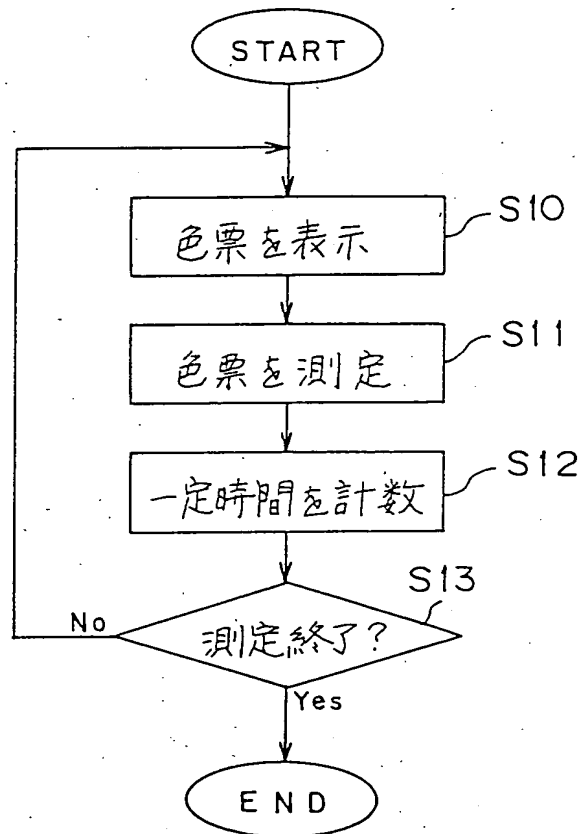 START
色票を表示
S10
色票を測定
S11
一定時間を計数
S12
S13
測定終了?
No
Yes
END